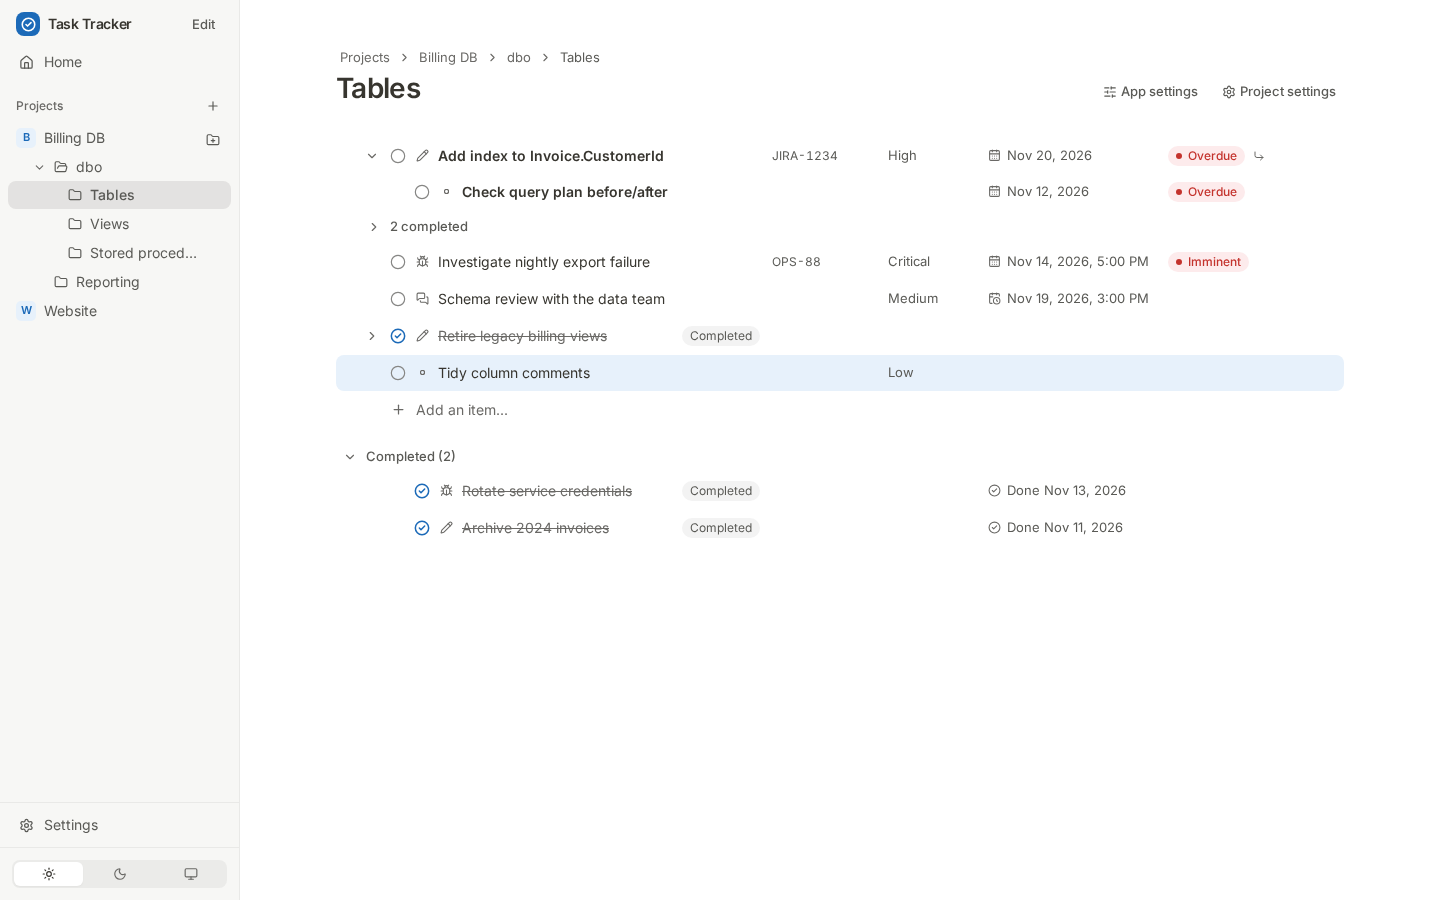 Task Tracker
Edit
Home
Projects
B Billing DB
dbo
Tables
Views
Stored proced...
Reporting
W Website
Settings
Projects > Billing DB > dbo > Tables
Tables
App settings
Project settings
Add index to Invoice.CustomerId JIRA-1234 High Nov 20, 2026 Overdue
Check query plan before/after Nov 12, 2026 Overdue
2 completed
Investigate nightly export failure OPS-88 Critical Nov 14, 2026, 5:00 PM Imminent
Schema review with the data team Medium Nov 19, 2026, 3:00 PM
Retire legacy billing views Completed
Tidy column comments Low
Add an item...
Completed (2)
Rotate service credentials Completed Done Nov 13, 2026
Archive 2024 invoices Completed Done Nov 11, 2026